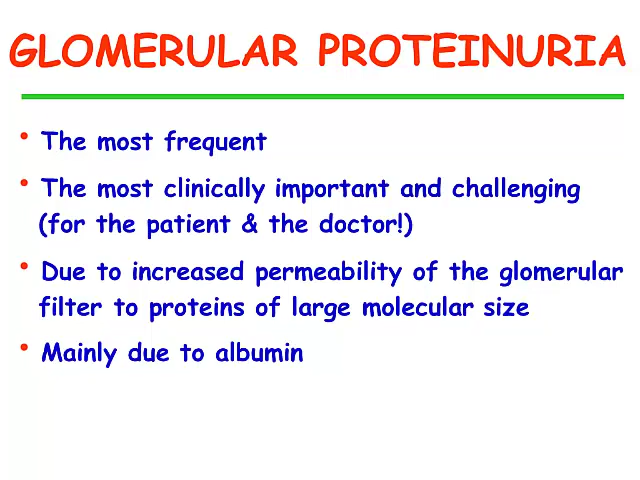 GLOMERULAR PROTEINURIA
• The most frequent
• The most clinically important and challenging
(for the patient & the doctor!)
• Due to increased permeability of the glomerular
filter to proteins of large molecular size
• Mainly due to albumin